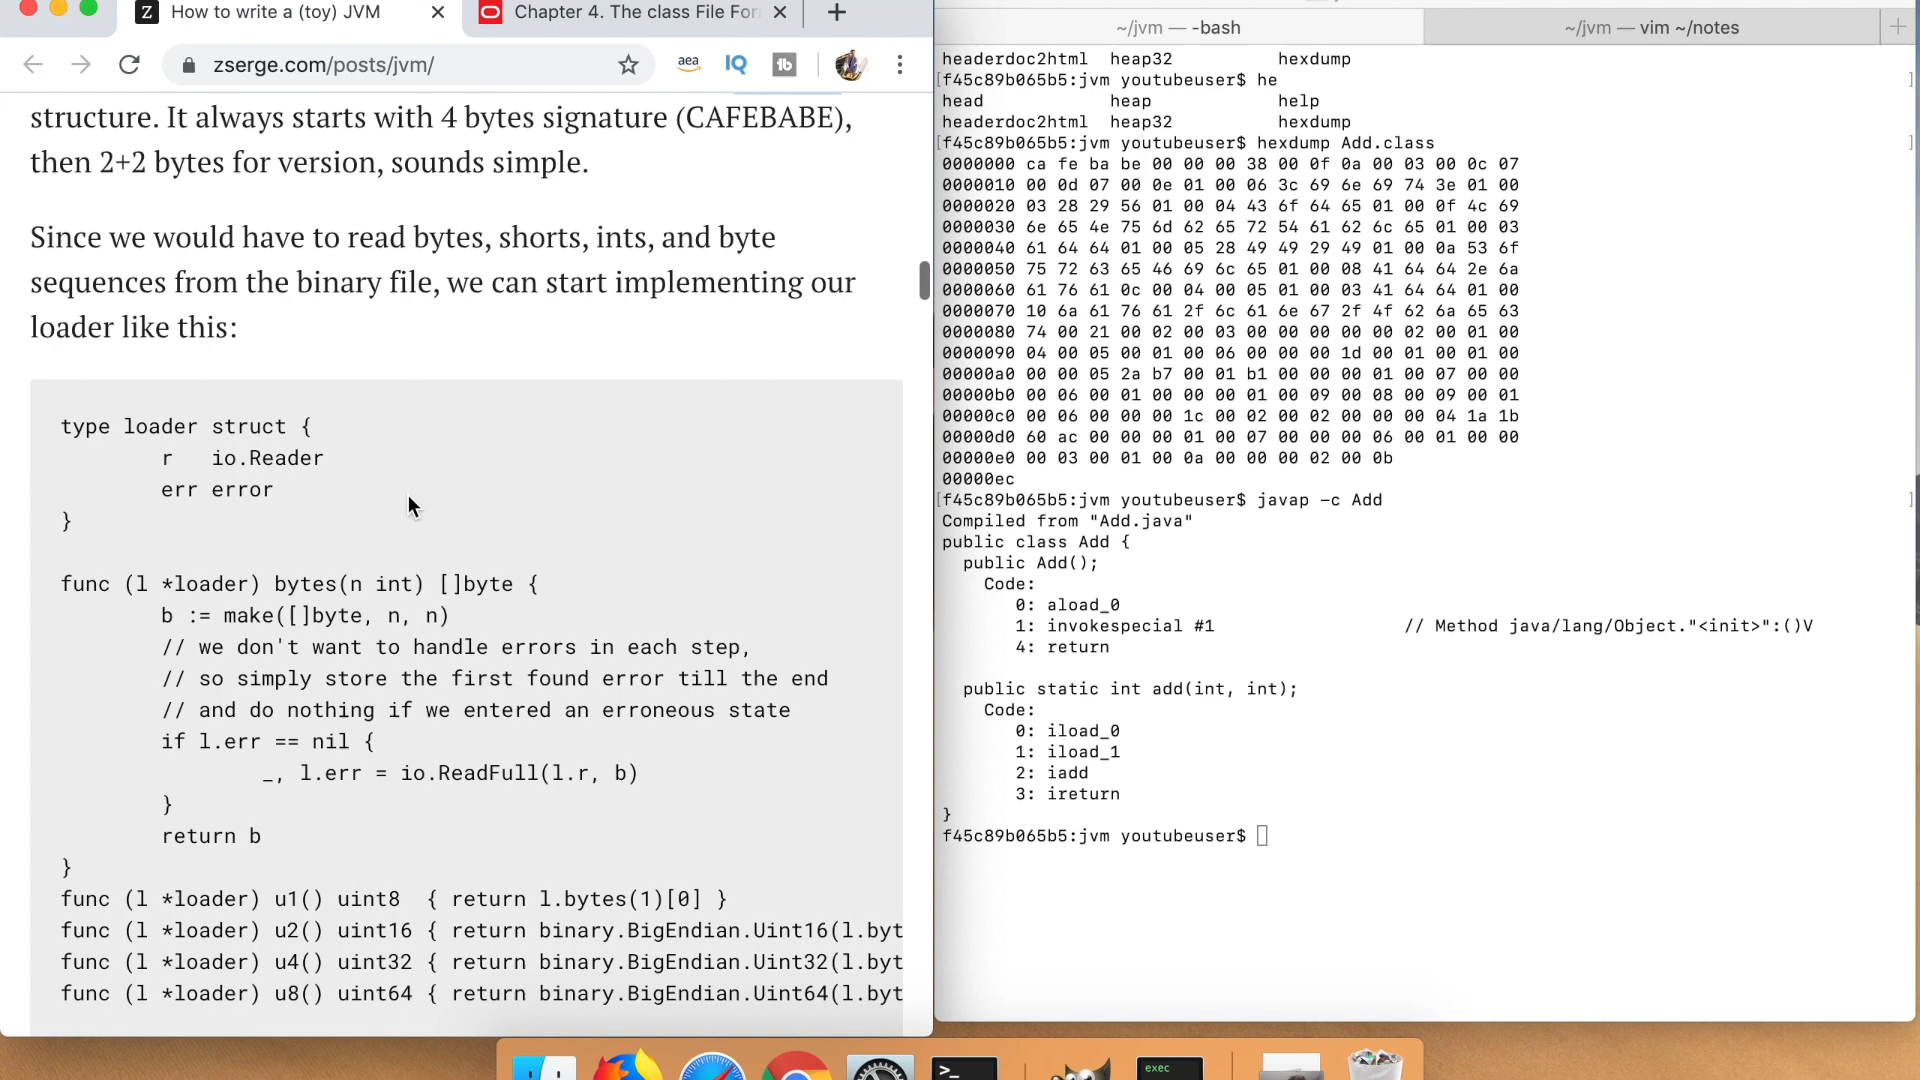 How to write a (toy) JVM
Chapter 4. The class File For
zserge.com/posts/jvm/
aea
IQ
structure. It always starts with 4 bytes signature (CAFEBABE),
then 2+2 bytes for version, sounds simple.
Since we would have to read bytes, shorts, ints, and byte
sequences from the binary file, we can start implementing our
loader like this:
type loader struct {
r io.Reader
err error
}
func (l *loader) bytes(n int) []byte {
b := make([]byte, n, n)
// we don't want to handle errors in each step,
// so simply store the first found error till the end
// and do nothing if we entered an erroneous state
if l.err == nil {
_, l.err = io.ReadFull(l.r, b)
}
return b
}
func (l *loader) u1() uint8 { return l.bytes(1)[0] }
func (l *loader) u2() uint16 { return binary.BigEndian.Uint16(l.byt
func (l *loader) u4() uint32 { return binary.BigEndian.Uint32(l.byt
func (l *loader) u8() uint64 { return binary.BigEndian.Uint64(l.byt
~/jvm — -bash
~/jvm — vim ~/notes
headerdoc2html heap32 hexdump
[f45c89b065b5:jvm youtubeuser$ he ]
head heap help
headerdoc2html heap32 hexdump
[f45c89b065b5:jvm youtubeuser$ hexdump Add.class ]
0000000 ca fe ba be 00 00 00 38 00 0f 0a 00 03 00 0c 07
0000010 00 0d 07 00 0e 01 00 06 3c 69 6e 69 74 3e 01 00
0000020 03 28 29 56 01 00 04 43 6f 64 65 01 00 0f 4c 69
0000030 6e 65 4e 75 6d 62 65 72 54 61 62 6c 65 01 00 03
0000040 61 64 64 01 00 05 28 49 49 29 49 01 00 0a 53 6f
0000050 75 72 63 65 46 69 6c 65 01 00 08 41 64 64 2e 6a
0000060 61 76 61 0c 00 04 00 05 01 00 03 41 64 64 01 00
0000070 10 6a 61 76 61 2f 6c 61 6e 67 2f 4f 62 6a 65 63
0000080 74 00 21 00 02 00 03 00 00 00 00 00 02 00 01 00
0000090 04 00 05 00 01 00 06 00 00 00 1d 00 01 00 01 00
00000a0 00 00 05 2a b7 00 01 b1 00 00 00 01 00 07 00 00
00000b0 00 06 00 01 00 00 00 01 00 09 00 08 00 09 00 01
00000c0 00 06 00 00 00 1c 00 02 00 02 00 00 00 04 1a 1b
00000d0 60 ac 00 00 00 01 00 07 00 00 00 06 00 01 00 00
00000e0 00 03 00 01 00 0a 00 00 00 02 00 0b
00000ec
[f45c89b065b5:jvm youtubeuser$ javap -c Add ]
Compiled from "Add.java"
public class Add {
public Add();
Code:
0: aload_0
1: invokespecial #1 // Method java/lang/Object."<init>":()V
4: return
public static int add(int, int);
Code:
0: iload_0
1: iload_1
2: iadd
3: ireturn
}
f45c89b065b5:jvm youtubeuser$
exec